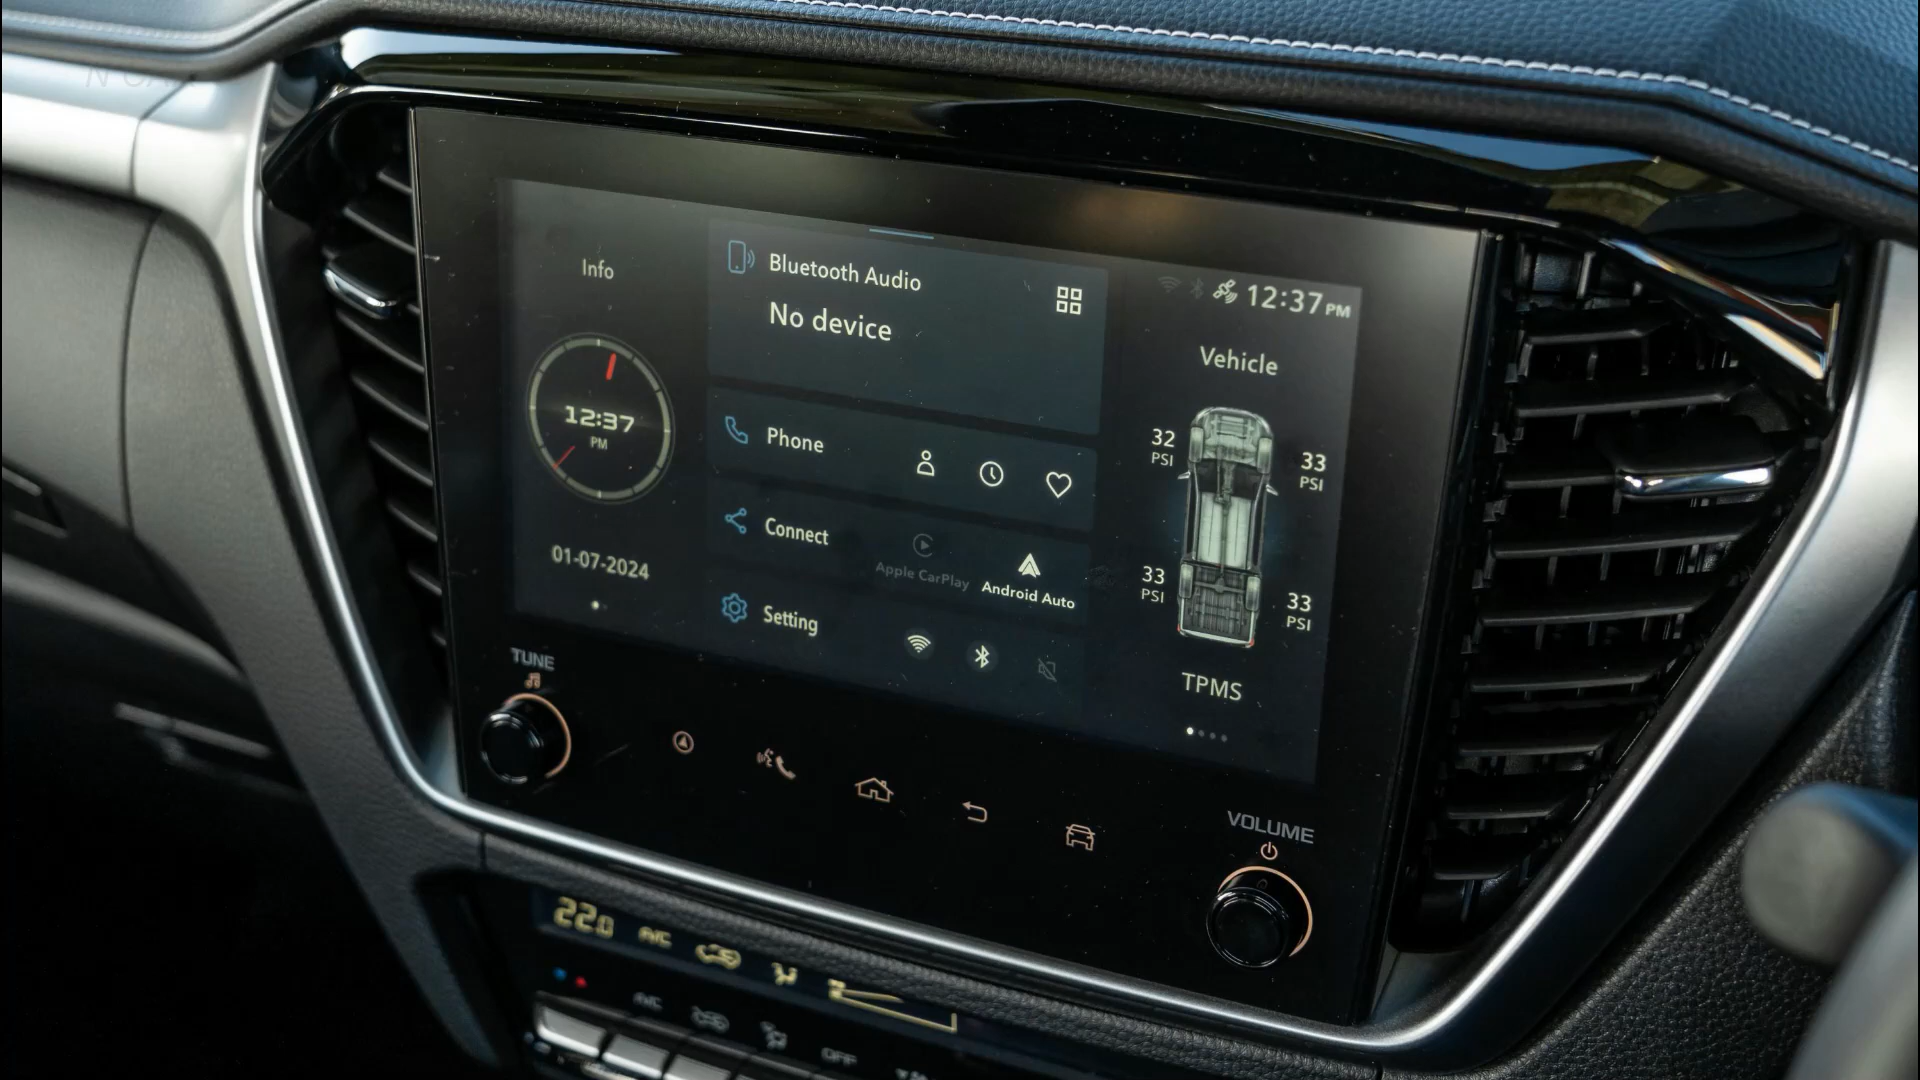 Info
12:37
PM
01-07-2024
Bluetooth Audio
No device
Phone
Connect
Apple CarPlay
Android Auto
Setting
12:37 PM
Vehicle
32
PSI
33
PSI
33
PSI
33
PSI
TPMS
TUNE
VOLUME
22.0 A/C
A/C
OFF